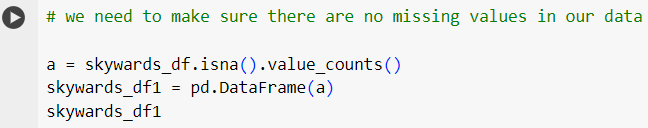 # we need to make sure there are no missing values in our data
a = skywards_df.isna().value_counts()
skywards_df1 = pd.DataFrame(a)
skywards_df1